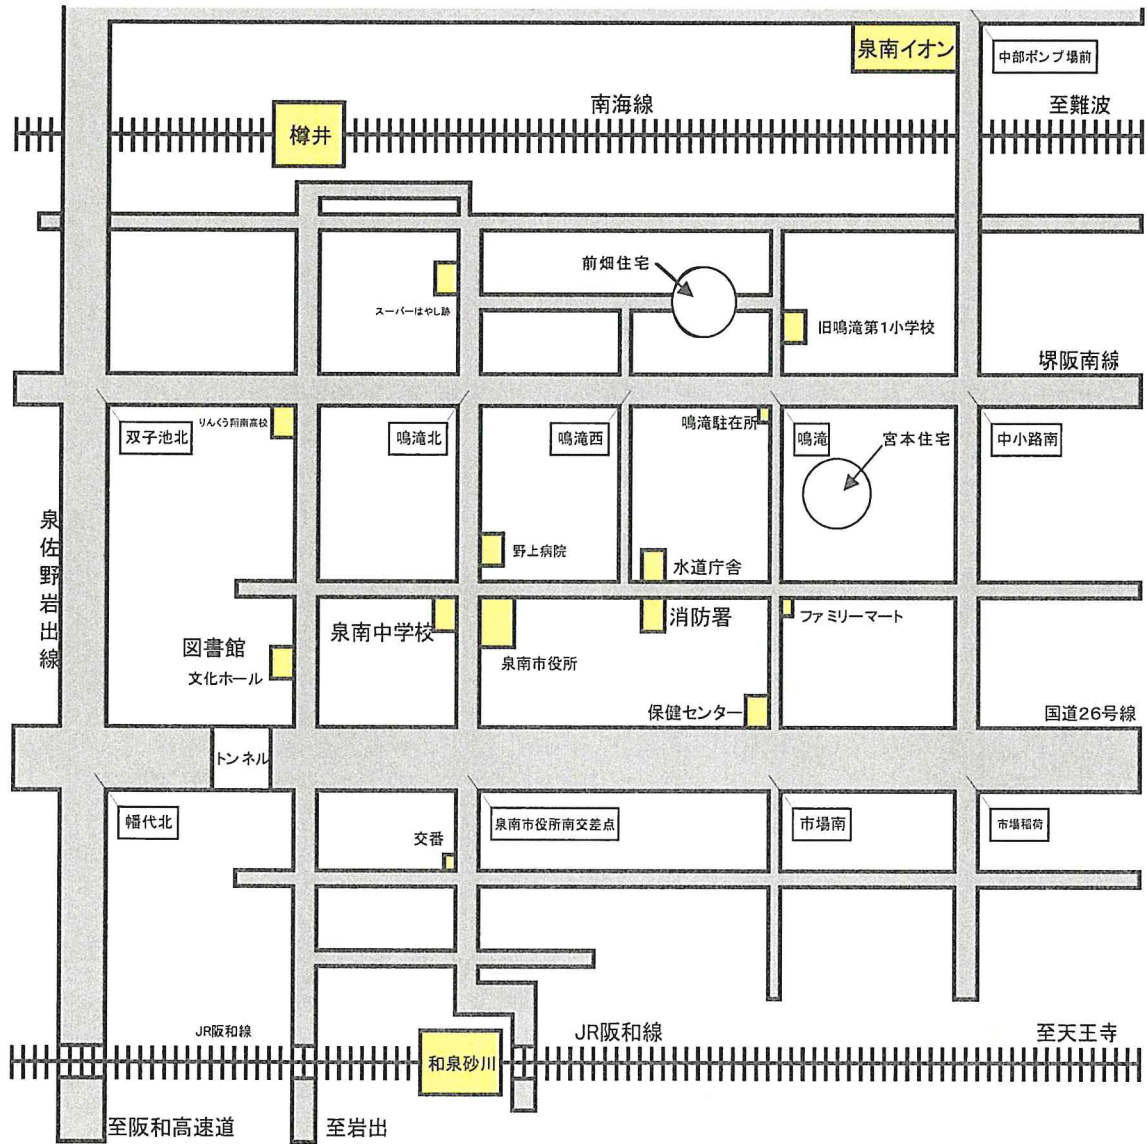 泉南イオン
中部ポンプ場前
南海線
至難波
樽井
前畑住宅
スーパーはやし跡
旧鳴滝第1小学校
堺阪南線
双子池北
りんくう翔南高校
鳴滝北
鳴滝西
鳴滝駐在所
鳴滝
宮本住宅
中小路南
泉佐野岩出線
野上病院
水道庁舎
図書館
文化ホール
泉南中学校
泉南市役所
消防署
ファミリーマート
保健センター
国道26号線
トンネル
幡代北
交番
泉南市役所南交差点
市場南
市場稲荷
JR阪和線
和泉砂川
JR阪和線
至天王寺
至阪和高速道
至岩出